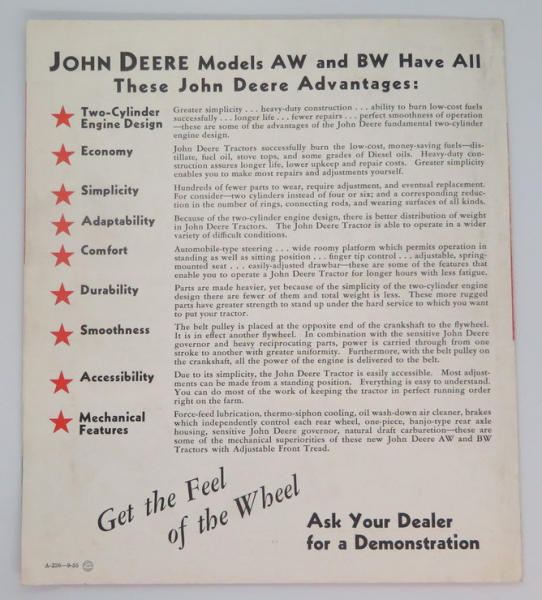 JOHN DEERE Models AW and BW Have All
These John Deere Advantages:
Two-Cylinder
Engine Design
Greater simplicity . . . heavy-duty construction . . . ability to burn low-cost fuels
successfully . . . longer life . . . fewer repairs . . . perfect smoothness of operation
—these are some of the advantages of the John Deere fundamental two-cylinder
engine design.
Economy
John Deere Tractors successfully burn the low-cost, money-saving fuels—dis-
tillate, fuel oil, stove tops, and some grades of Diesel oils. Heavy-duty con-
struction assures longer life, lower upkeep and repair costs. Greater simplicity
enables you to make most repairs and adjustments yourself.
Simplicity
Hundreds of fewer parts to wear, require adjustment, and eventual replacement.
For consider—two cylinders instead of four or six; and a corresponding reduc-
tion in the number of rings, connecting rods, and wearing surfaces of all kinds.
Adaptability
Because of the two-cylinder engine design, there is better distribution of weight
in John Deere Tractors. The John Deere Tractor is able to operate in a wider
variety of difficult conditions.
Comfort
Automobile-type steering . . . wide roomy platform which permits operation in
standing as well as sitting position . . . finger tip control . . . adjustable, spring-
mounted seat . . . easily-adjusted drawbar—these are some of the features that
enable you to operate a John Deere Tractor for longer hours with less fatigue.
Durability
Parts are made heavier, yet because of the simplicity of the two-cylinder engine
design there are fewer of them and total weight is less. These more rugged
parts have greater strength to stand up under the hard service to which you want
to put your tractor.
Smoothness
The belt pulley is placed at the opposite end of the crankshaft to the flywheel.
It is in effect another flywheel. In combination with the sensitive John Deere
governor and heavy reciprocating parts, power is carried through from one
stroke to another with greater uniformity. Furthermore, with the belt pulley on
the crankshaft, all the power of the engine is delivered to the belt.
Accessibility
Due to its simplicity, the John Deere Tractor is easily accessible. Most adjust-
ments can be made from a standing position. Everything is easy to understand.
You can do most of the work of keeping the tractor in perfect running order
right on the farm.
Mechanical
Features
Force-feed lubrication, thermo-siphon cooling, oil wash-down air cleaner, brakes
which independently control each rear wheel, one-piece, banjo-type rear axle
housing, sensitive John Deere governor, natural draft carburetion—these are
some of the mechanical superiorities of these new John Deere AW and BW
Tractors with Adjustable Front Tread.
Get the Feel
of the Wheel
Ask Your Dealer
for a Demonstration